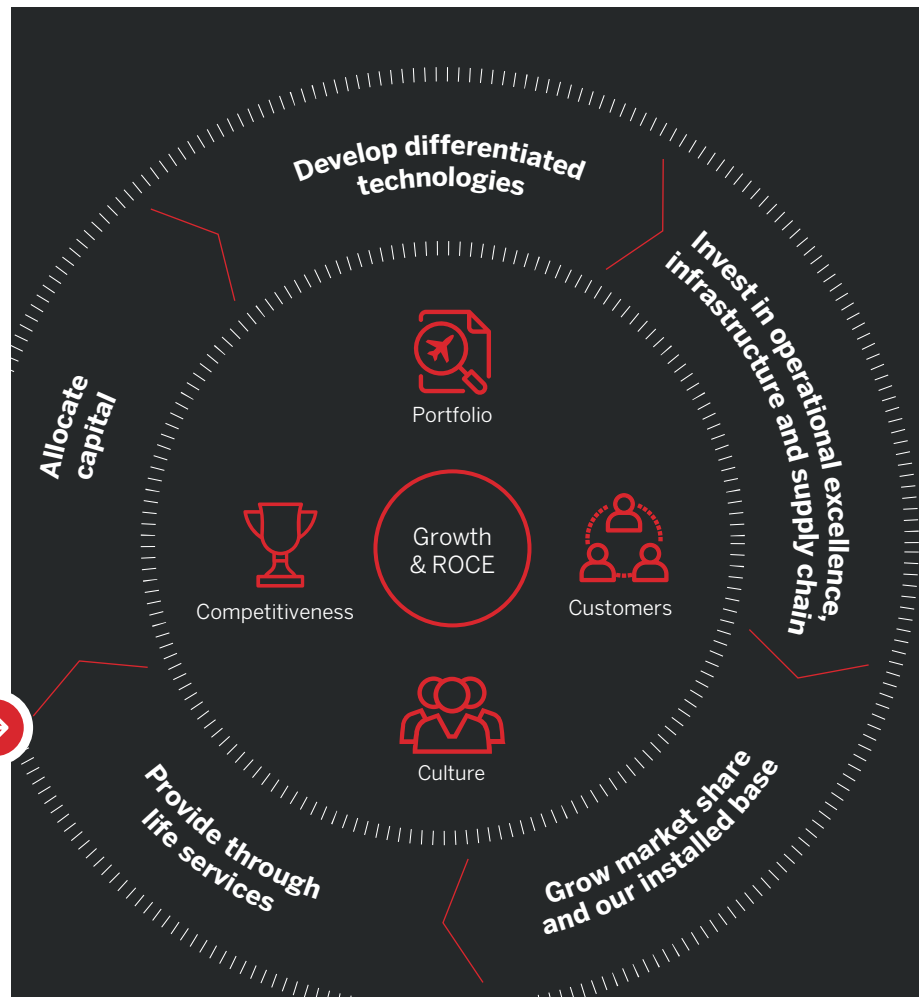 Develop differentiated
technologies
Invest in operational excellence,
infrastructure and supply chain
Grow market share
and our installed base
Provide through
life services
Allocate
capital
Portfolio
Customers
Culture
Competitiveness
Growth
& ROCE